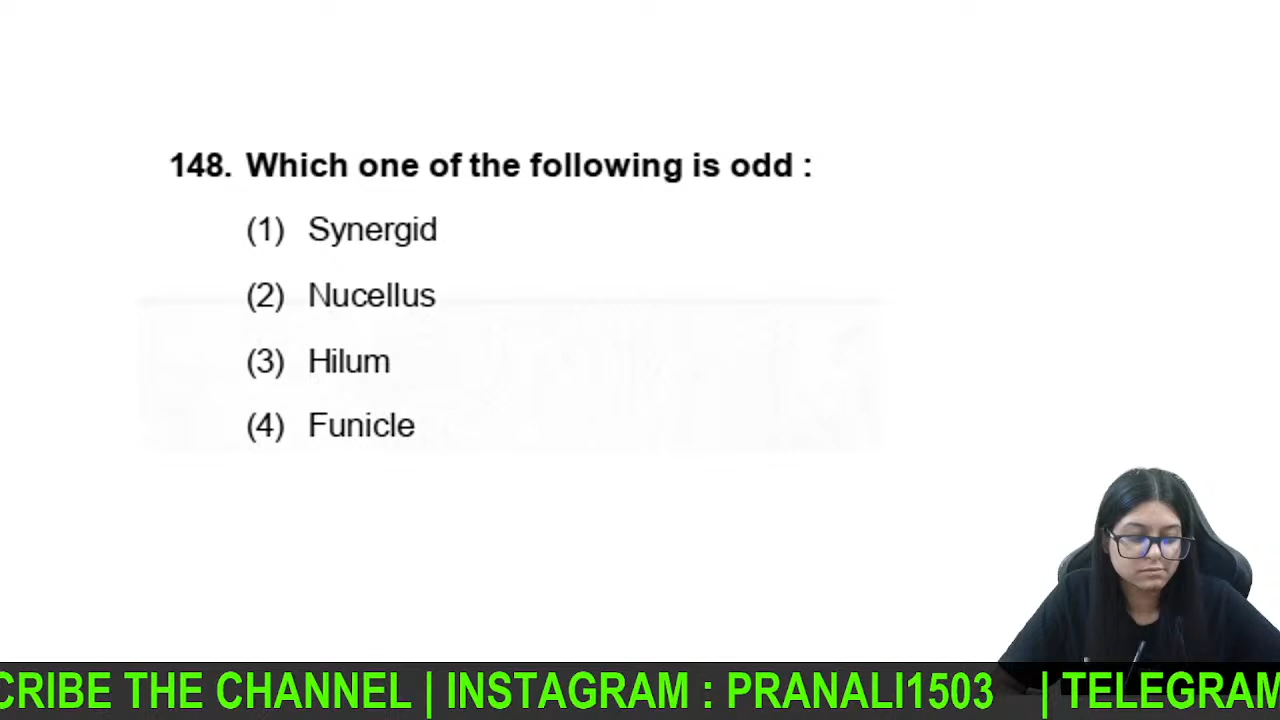 148. Which one of the following is odd :
(1) Synergid
(2) Nucellus
(3) Hilum
(4) Funicle
CRIBE THE CHANNEL | INSTAGRAM : PRANALI1503 | TELEGRAM